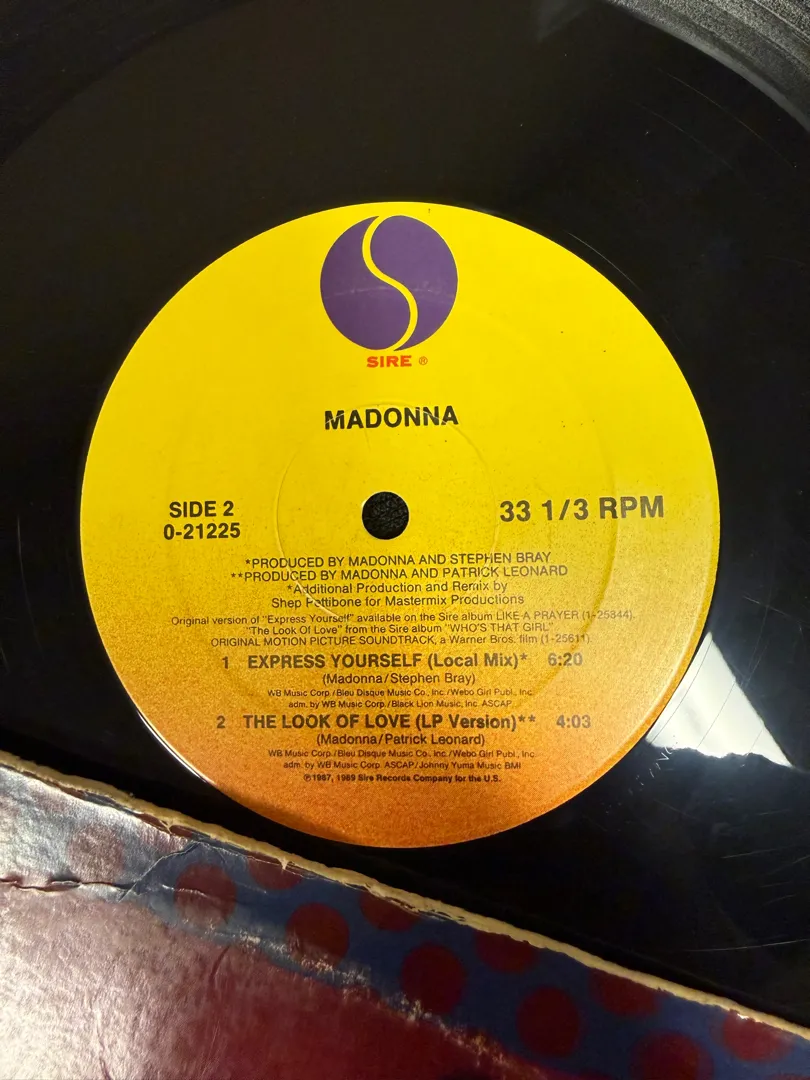 SIRE ®
MADONNA
SIDE 2
0-21225
33 1/3 RPM
*PRODUCED BY MADONNA AND STEPHEN BRAY
**PRODUCED BY MADONNA AND PATRICK LEONARD
*Additional Production and Remix by
Shep Pettibone for Mastermix Productions
Original version of "Express Yourself" available on the Sire album LIKE A PRAYER (1-25844).
"The Look Of Love" from the Sire album "WHO'S THAT GIRL"
ORIGINAL MOTION PICTURE SOUNDTRACK, a Warner Bros. film (1-25611).
1 EXPRESS YOURSELF (Local Mix)* 6:20
(Madonna/Stephen Bray)
WB Music Corp./Bleu Disque Music Co., Inc./Webo Girl Publ., Inc.
adm. by WB Music Corp./Black Lion Music, Inc. ASCAP
2 THE LOOK OF LOVE (LP Version)** 4:03
(Madonna/Patrick Leonard)
WB Music Corp./Bleu Disque Music Co., Inc./Webo Girl Publ., Inc.
adm. by WB Music Corp. ASCAP/Johnny Yuma Music BMI
℗1987, 1989 Sire Records Company for the U.S.